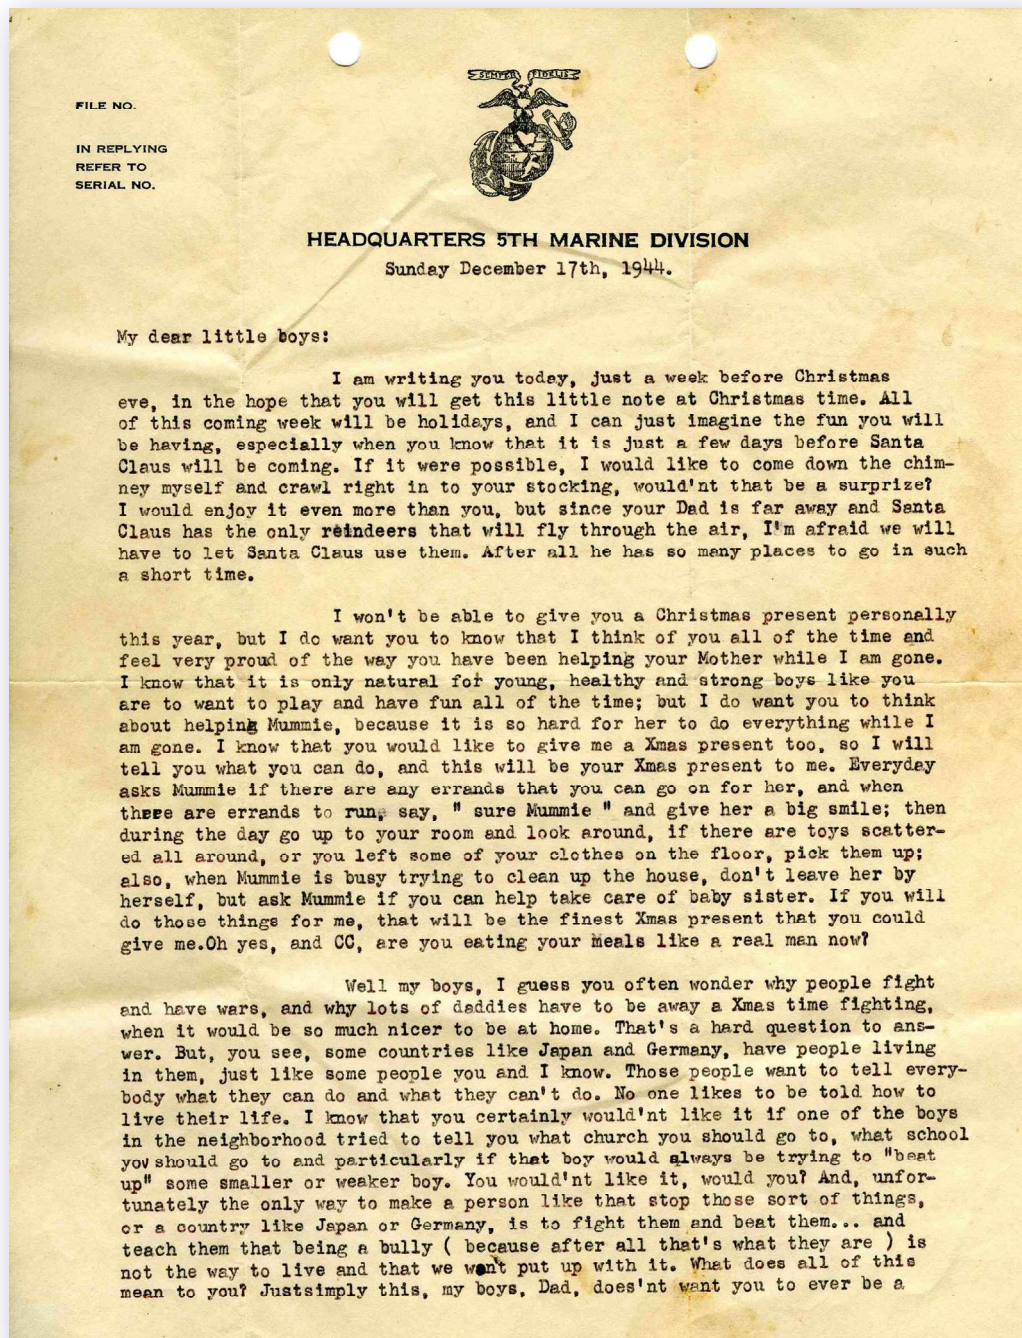 SEMPER FIDELIS
FILE NO.
IN REPLYING
REFER TO
SERIAL NO.
HEADQUARTERS 5TH MARINE DIVISION
Sunday December 17th, 1944.
My dear little boys:
I am writing you today, just a week before Christmas
eve, in the hope that you will get this little note at Christmas time. All
of this coming week will be holidays, and I can just imagine the fun you will
be having, especially when you know that it is just a few days before Santa
Claus will be coming. If it were possible, I would like to come down the chim-
ney myself and crawl right in to your stocking, would'nt that be a surprize?
I would enjoy it even more than you, but since your Dad is far away and Santa
Claus has the only reindeers that will fly through the air, I'm afraid we will
have to let Santa Claus use them. After all he has so many places to go in such
a short time.
I won't be able to give you a Christmas present personally
this year, but I do want you to know that I think of you all of the time and
feel very proud of the way you have been helping your Mother while I am gone.
I know that it is only natural for young, healthy and strong boys like you
are to want to play and have fun all of the time; but I do want you to think
about helping Mummie, because it is so hard for her to do everything while I
am gone. I know that you would like to give me a Xmas present too, so I will
tell you what you can do, and this will be your Xmas present to me. Everyday
asks Mummie if there are any errands that you can go on for her, and when
there are errands to run, say, " sure Mummie " and give her a big smile; then
during the day go up to your room and look around, if there are toys scatter-
ed all around, or you left some of your clothes on the floor, pick them up;
also, when Mummie is busy trying to clean up the house, don't leave her by
herself, but ask Mummie if you can help take care of baby sister. If you will
do those things for me, that will be the finest Xmas present that you could
give me.Oh yes, and CC, are you eating your meals like a real man now?
Well my boys, I guess you often wonder why people fight
and have wars, and why lots of daddies have to be away a Xmas time fighting,
when it would be so much nicer to be at home. That's a hard question to ans-
wer. But, you see, some countries like Japan and Germany, have people living
in them, just like some people you and I know. Those people want to tell every-
body what they can do and what they can't do. No one likes to be told how to
live their life. I know that you certainly would'nt like it if one of the boys
in the neighborhood tried to tell you what church you should go to, what school
you should go to and particularly if that boy would always be trying to "beat
up" some smaller or weaker boy. You would'nt like it, would you? And, unfor-
tunately the only way to make a person like that stop those sort of things,
or a country like Japan or Germany, is to fight them and beat them... and
teach them that being a bully ( because after all that's what they are ) is
not the way to live and that we won't put up with it. What does all of this
mean to you? Justsimply this, my boys, Dad, does'nt want you to ever be a